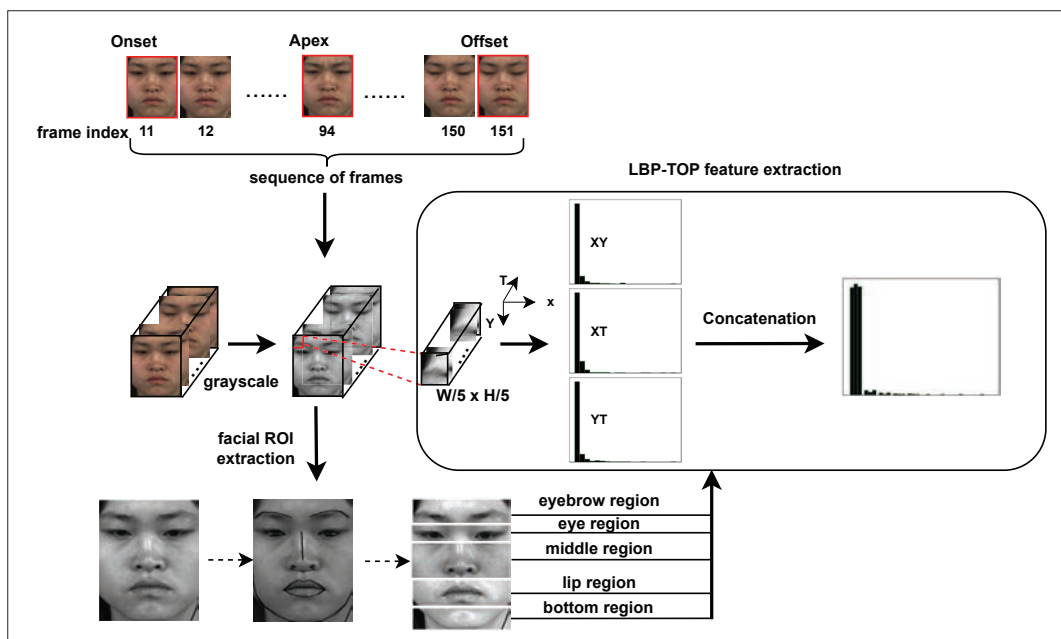 Onset Apex Offset
...... ......
frame index 11 12 94 150 151
sequence of frames
LBP-TOP feature extraction
XY
T
x
Y
XT
Concatenation
grayscale
W/5 x H/5
YT
facial ROI
extraction
eyebrow region
eye region
middle region
lip region
bottom region